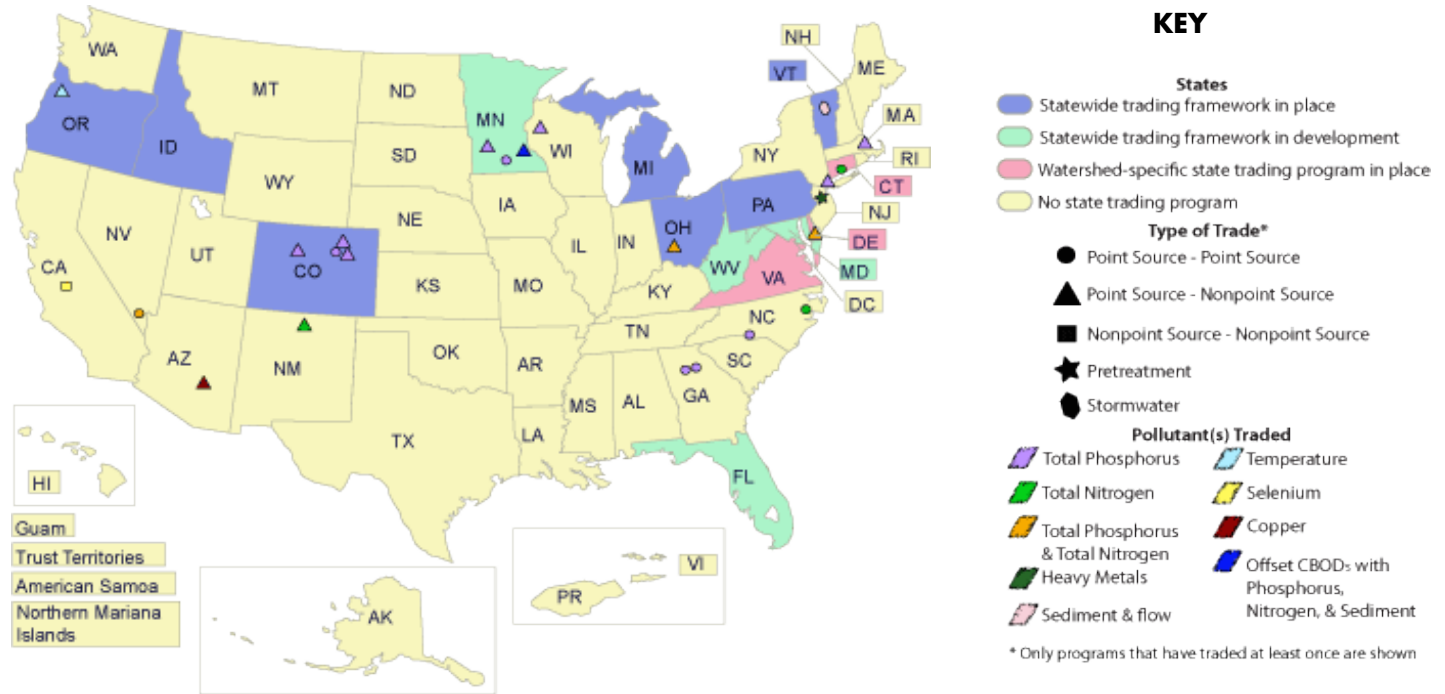 KEY
NH
WA
VT
ME
MT
ND
MN
MA
OR
ID
WI
NY
RI
SD
MI
CT
WY
PA
NJ
IA
OH
NE
DE
NV
IL
IN
UT
WV
MD
CA
CO
VA
KS
MO
KY
DC
NC
TN
OK
AZ
NM
AR
SC
GA
MS
AL
TX
LA
FL
HI
Guam
Trust Territories
American Samoa
Northern Mariana
Islands
AK
PR
VI
States
Statewide trading framework in place
Statewide trading framework in development
Watershed-specific state trading program in place
No state trading program
Type of Trade*
Point Source - Point Source
Point Source - Nonpoint Source
Nonpoint Source - Nonpoint Source
Pretreatment
Stormwater
Pollutant(s) Traded
Total Phosphorus
Temperature
Total Nitrogen
Selenium
Total Phosphorus
& Total Nitrogen
Copper
Heavy Metals
Offset CBOD₅ with
Phosphorus,
Nitrogen, & Sediment
Sediment & flow
* Only programs that have traded at least once are shown